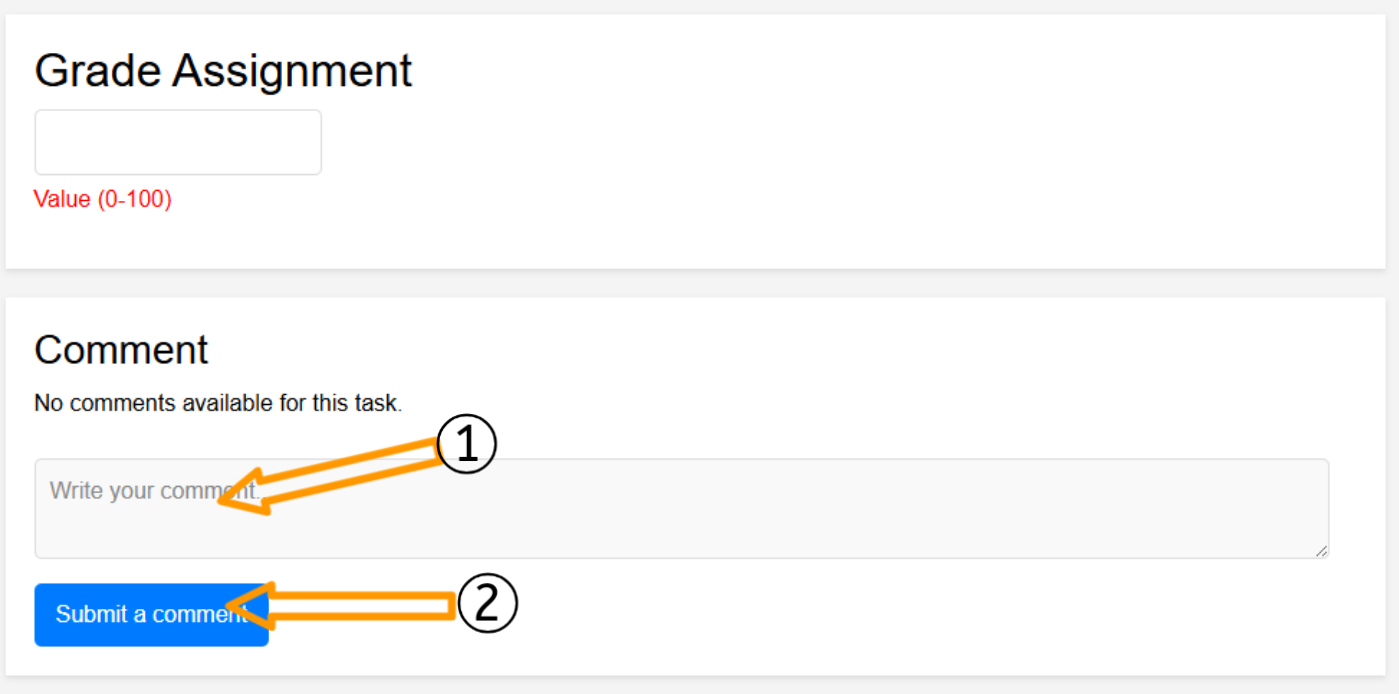 Grade Assignment
Value (0-100)
Comment
No comments available for this task.
1
Write your comment.
Submit a comment
2